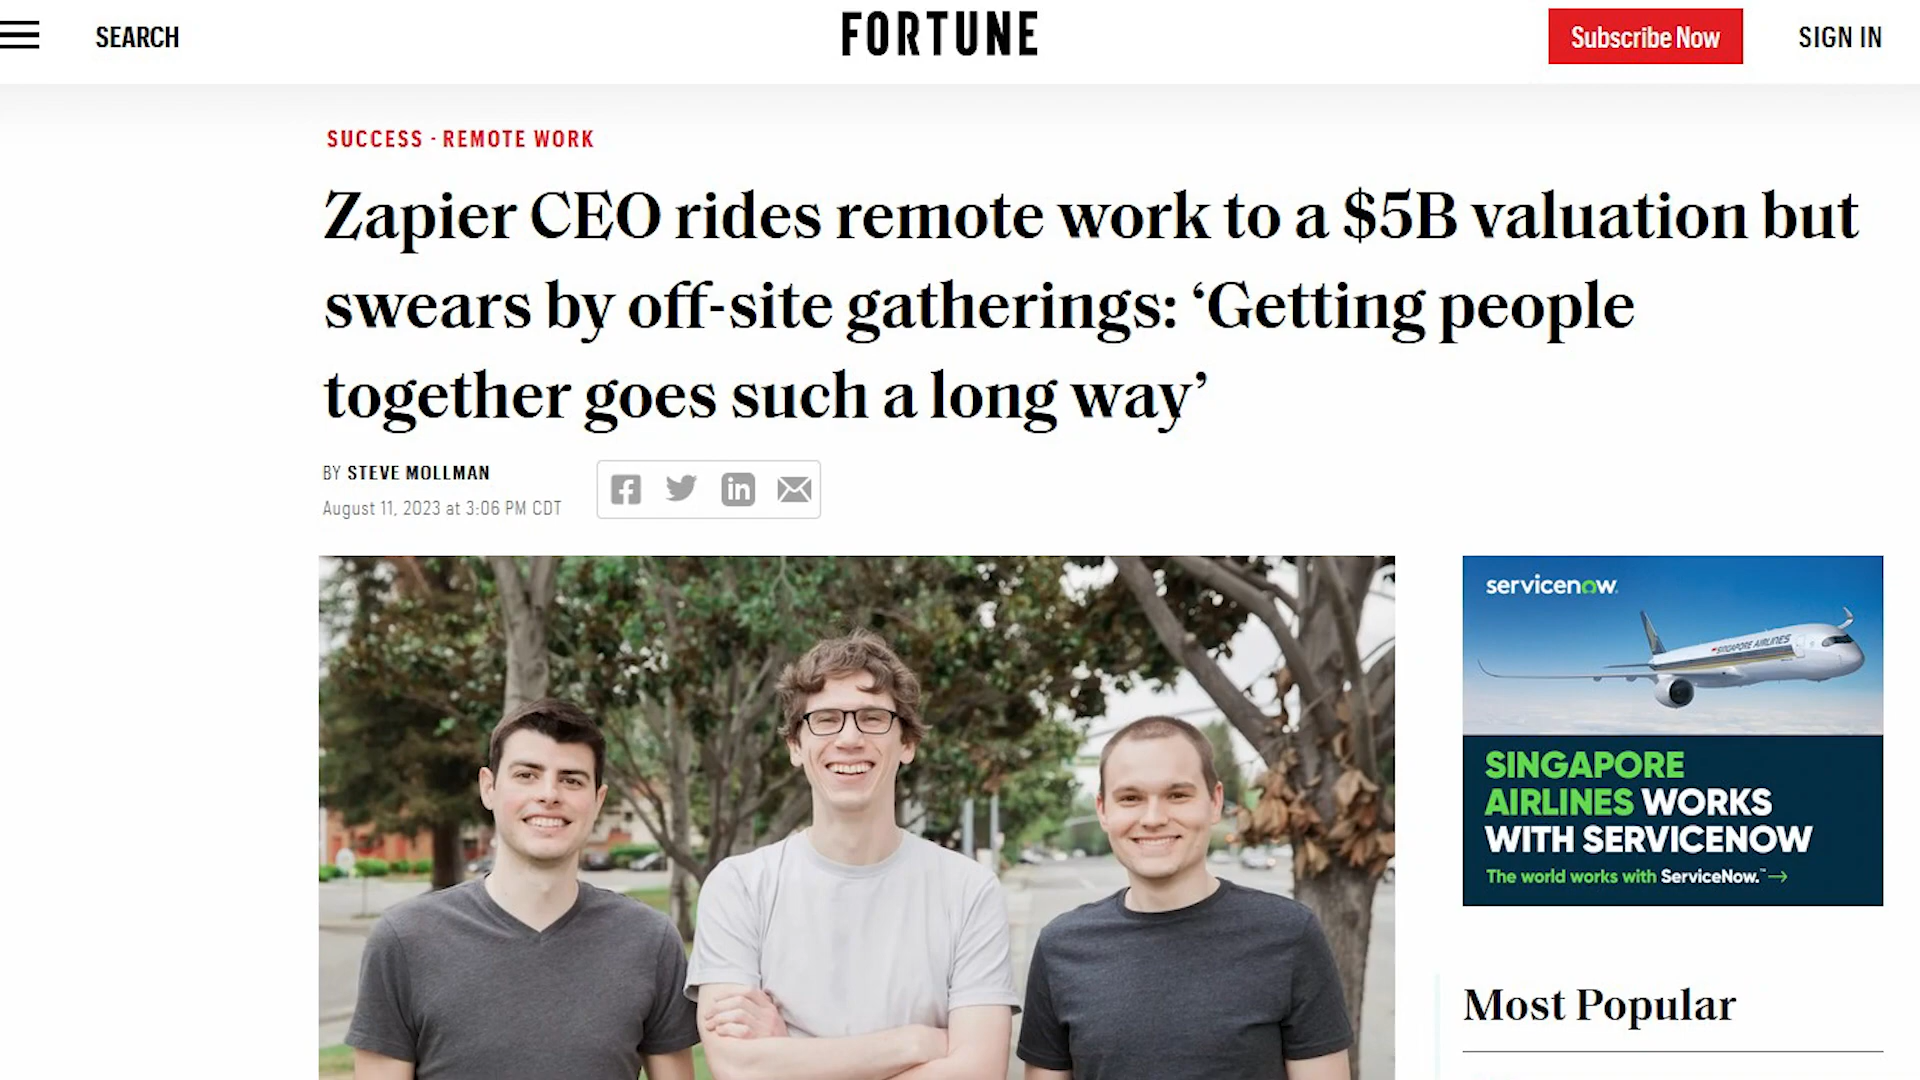 SEARCH
FORTUNE
Subscribe Now
SIGN IN
SUCCESS - REMOTE WORK
Zapier CEO rides remote work to a $5B valuation but
swears by off-site gatherings: ‘Getting people
together goes such a long way’
BY STEVE MOLLMAN
August 11, 2023 at 3:06 PM CDT
servicenow
SINGAPORE AIRLINES
SINGAPORE
AIRLINES WORKS
WITH SERVICENOW
The world works with ServiceNow.™→
Most Popular